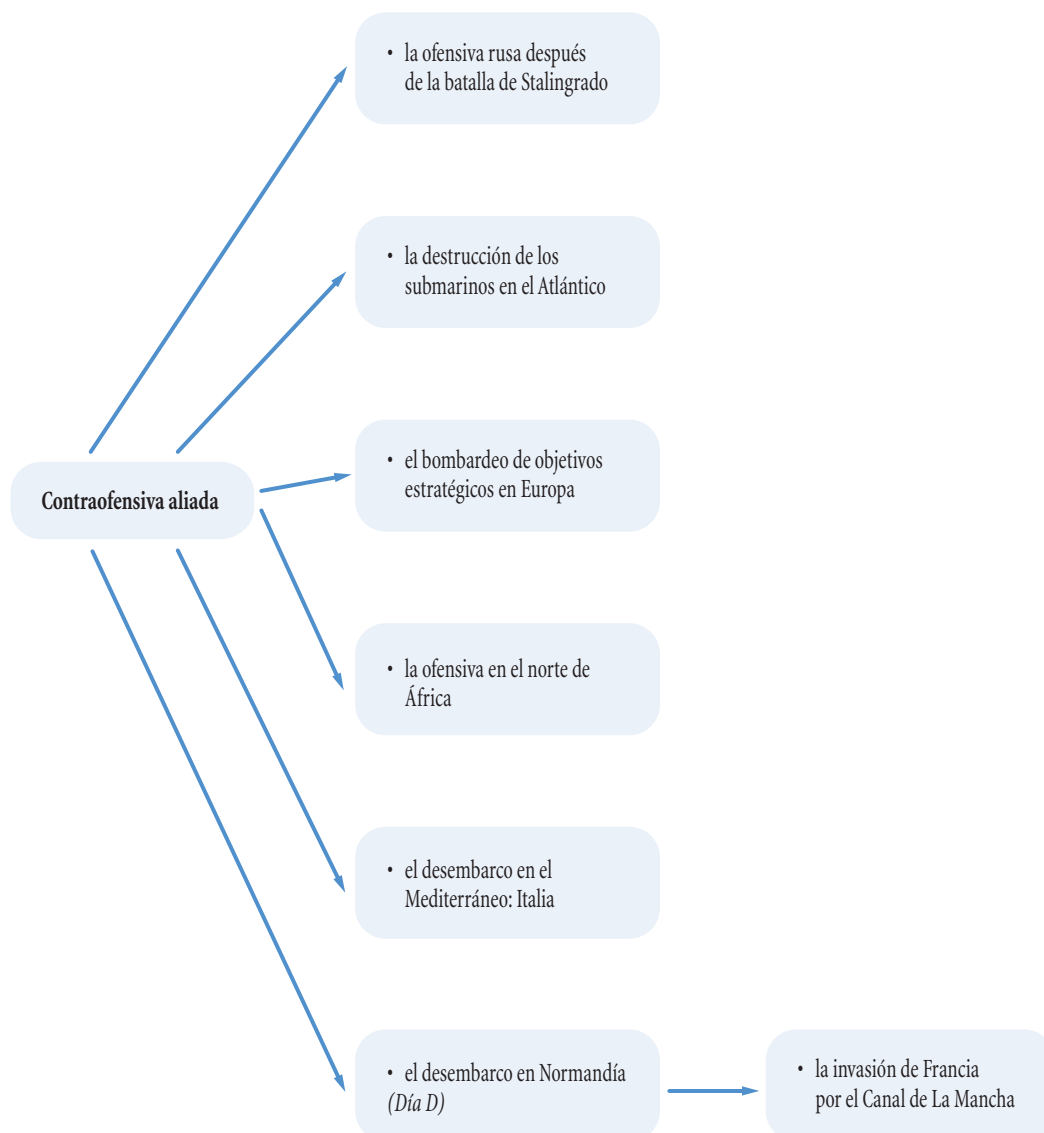 • la ofensiva rusa después
de la batalla de Stalingrado
• la destrucción de los
submarinos en el Atlántico
• el bombardeo de objetivos
estratégicos en Europa
Contraofensiva aliada
• la ofensiva en el norte de
África
• el desembarco en el
Mediterráneo: Italia
• el desembarco en Normandía
(Día D)
• la invasión de Francia
por el Canal de La Mancha